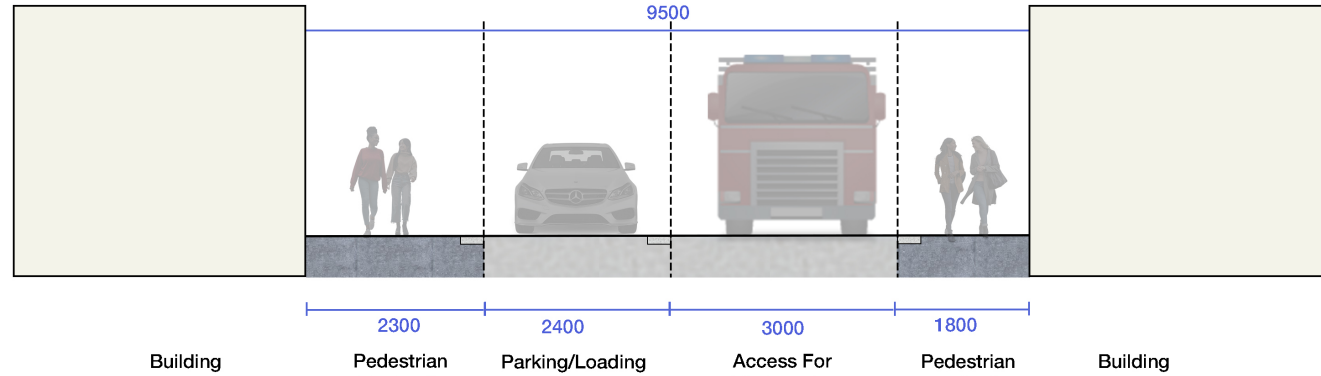 9500
2300
2400
3000
1800
Building
Pedestrian
Parking/Loading
Access For
Pedestrian
Building